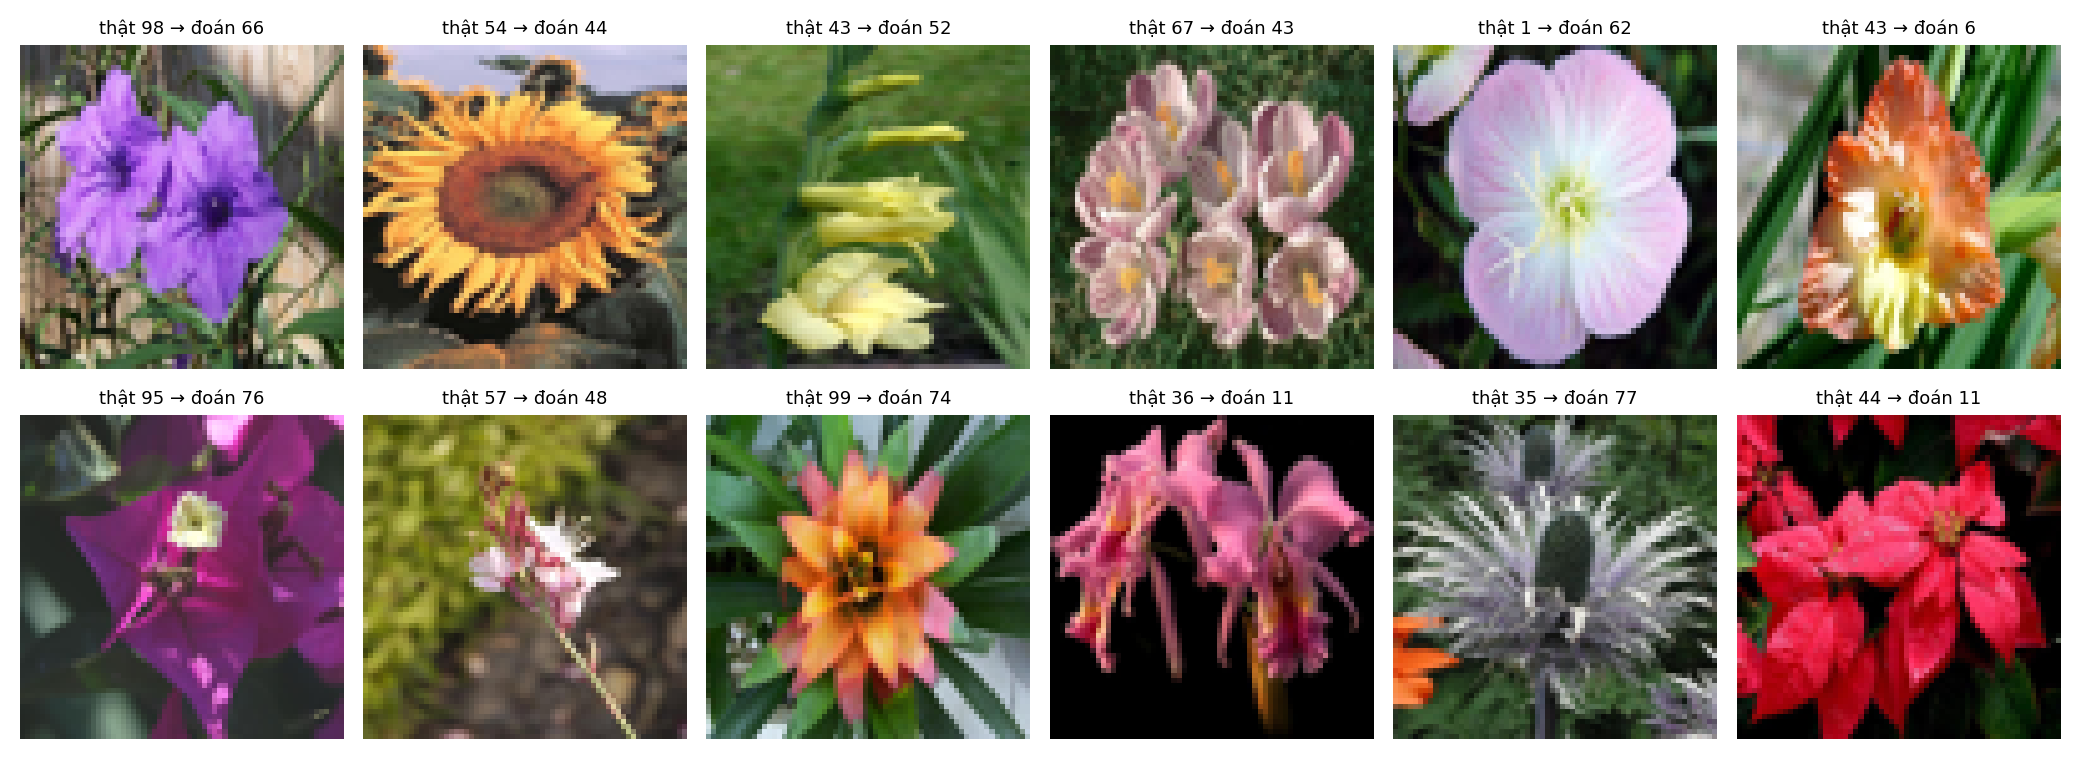 thật 98 → đoán 66
thật 54 → đoán 44
thật 43 → đoán 52
thật 67 → đoán 43
thật 1 → đoán 62
thật 43 → đoán 6
thật 95 → đoán 76
thật 57 → đoán 48
thật 99 → đoán 74
thật 36 → đoán 11
thật 35 → đoán 77
thật 44 → đoán 11